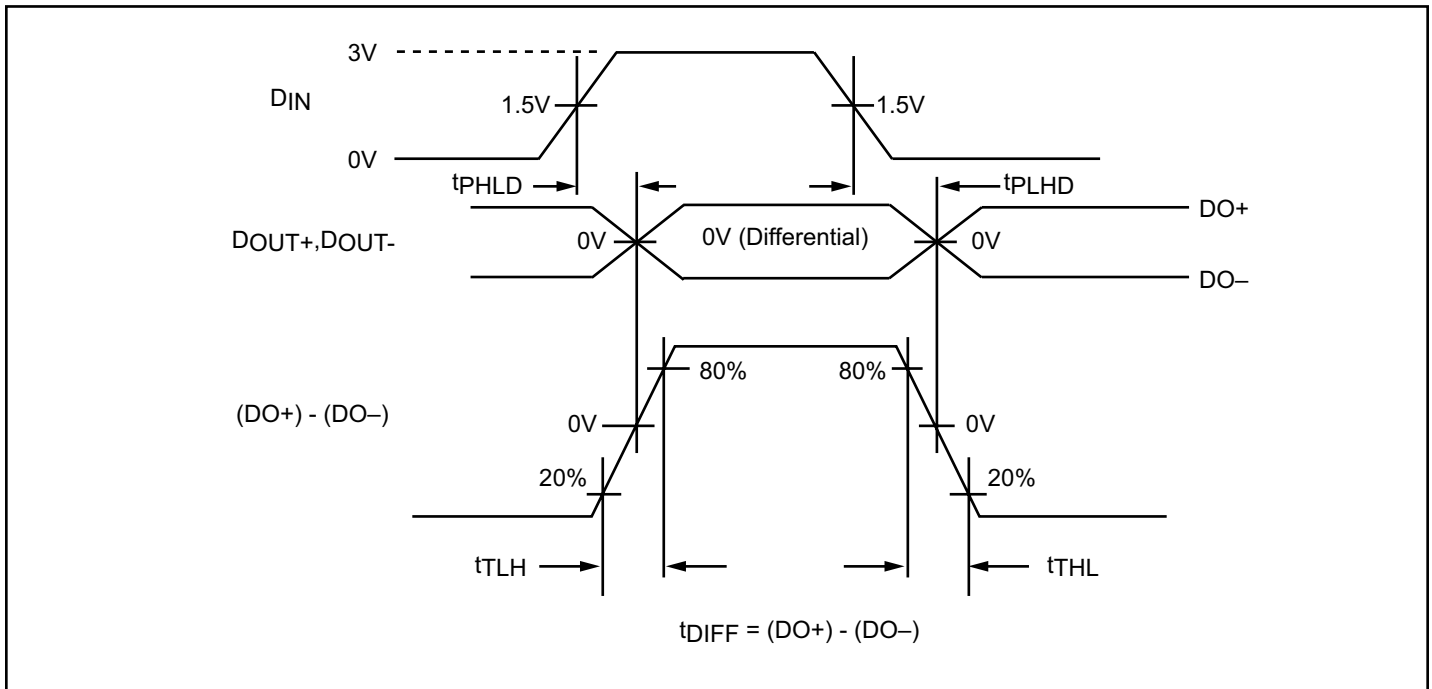 3V
DIN
1.5V
1.5V
0V
tPHLD
tPLHD
DO+
DOUT+,DOUT-
0V
0V (Differential)
0V
DO–
80%
80%
(DO+) - (DO–)
0V
0V
20%
20%
tTLH
tTHL
tDIFF = (DO+) - (DO–)